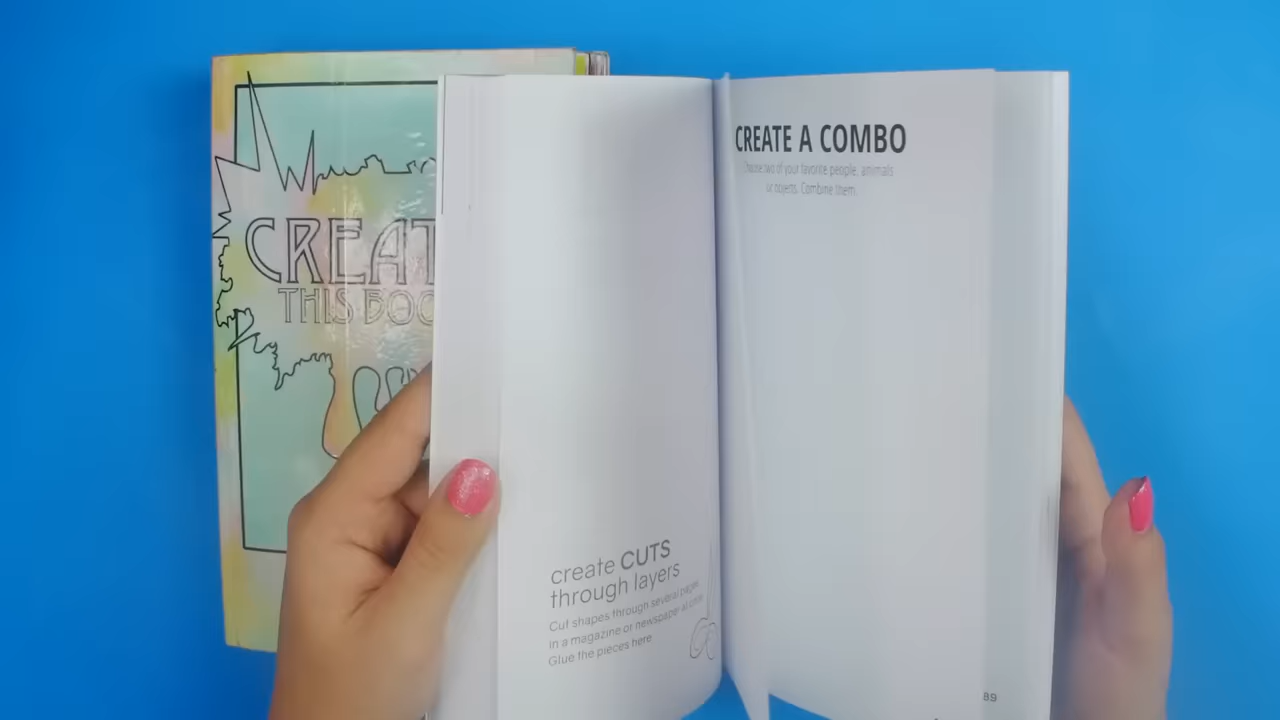 CREAT
THIS BOO
create CUTS
through layers
Cut shapes through several pages
in a magazine or newspaper at once.
Glue the pieces here
CREATE A COMBO
Choose two of your favorite people, animals
or objects. Combine them.
89